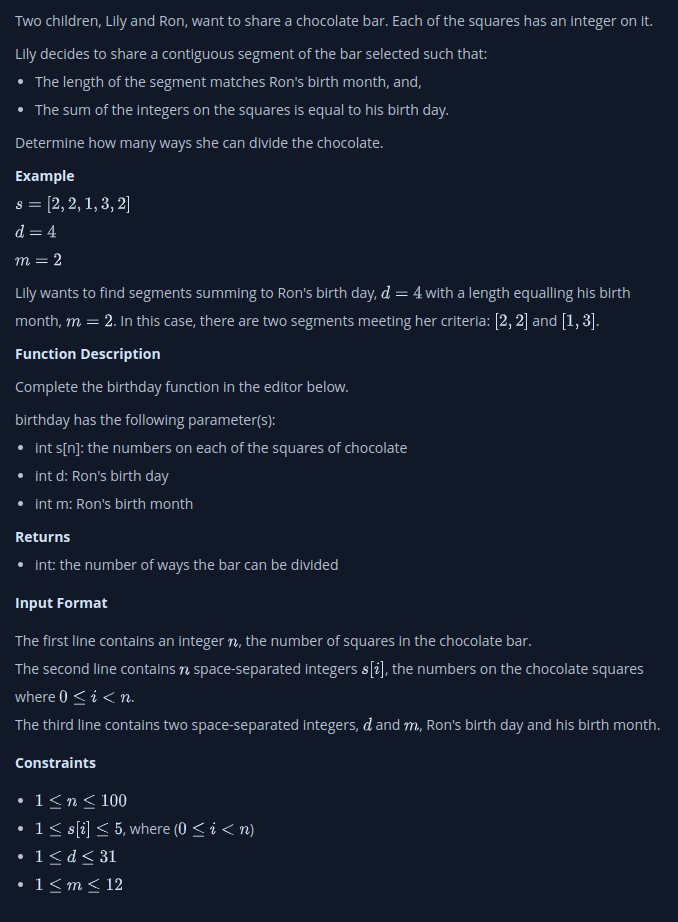 Two children, Lily and Ron, want to share a chocolate bar. Each of the squares has an integer on it.
Lily decides to share a contiguous segment of the bar selected such that:
• The length of the segment matches Ron's birth month, and,
• The sum of the integers on the squares is equal to his birth day.
Determine how many ways she can divide the chocolate.
Example
s = [2, 2, 1, 3, 2]
d = 4
m = 2
Lily wants to find segments summing to Ron's birth day, d = 4 with a length equalling his birth
month, m = 2. In this case, there are two segments meeting her criteria: [2, 2] and [1, 3].
Function Description
Complete the birthday function in the editor below.
birthday has the following parameter(s):
• int s[n]: the numbers on each of the squares of chocolate
• int d: Ron's birth day
• int m: Ron's birth month
Returns
• int: the number of ways the bar can be divided
Input Format
The first line contains an integer n, the number of squares in the chocolate bar.
The second line contains n space-separated integers s[i], the numbers on the chocolate squares
where 0 ≤ i < n.
The third line contains two space-separated integers, d and m, Ron's birth day and his birth month.
Constraints
• 1 ≤ n ≤ 100
• 1 ≤ s[i] ≤ 5, where (0 ≤ i < n)
• 1 ≤ d ≤ 31
• 1 ≤ m ≤ 12